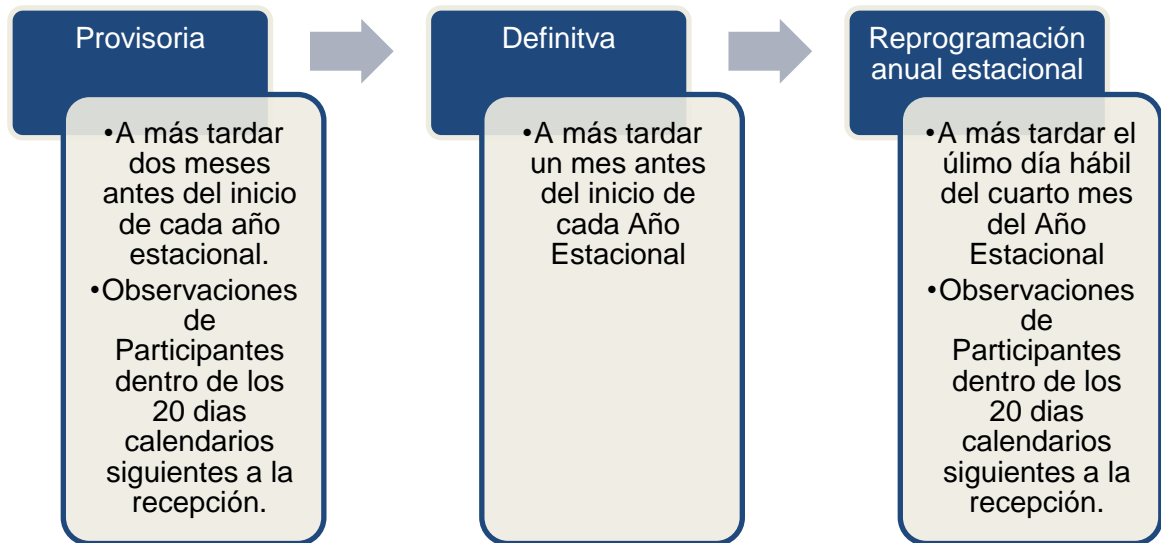 Provisoria
•A más tardar
dos meses
antes del inicio
de cada año
estacional.
•Observaciones
de
Participantes
dentro de los
20 dias
calendarios
siguientes a la
recepción.
Definitva
•A más tardar
un mes antes
del inicio de
cada Año
Estacional
Reprogramación
anual estacional
•A más tardar el
úlimo día hábil
del cuarto mes
del Año
Estacional
•Observaciones
de
Participantes
dentro de los
20 dias
calendarios
siguientes a la
recepción.